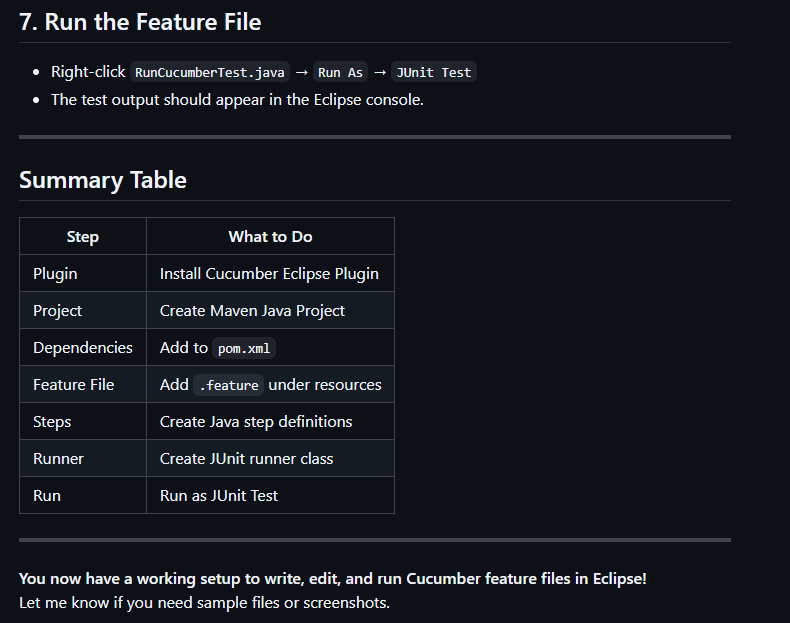 7. Run the Feature File
• Right-click RunCucumberTest.java → Run As → JUnit Test
• The test output should appear in the Eclipse console.
Summary Table
Step What to Do
Plugin Install Cucumber Eclipse Plugin
Project Create Maven Java Project
Dependencies Add to pom.xml
Feature File Add .feature under resources
Steps Create Java step definitions
Runner Create JUnit runner class
Run Run as JUnit Test
You now have a working setup to write, edit, and run Cucumber feature files in Eclipse!
Let me know if you need sample files or screenshots.